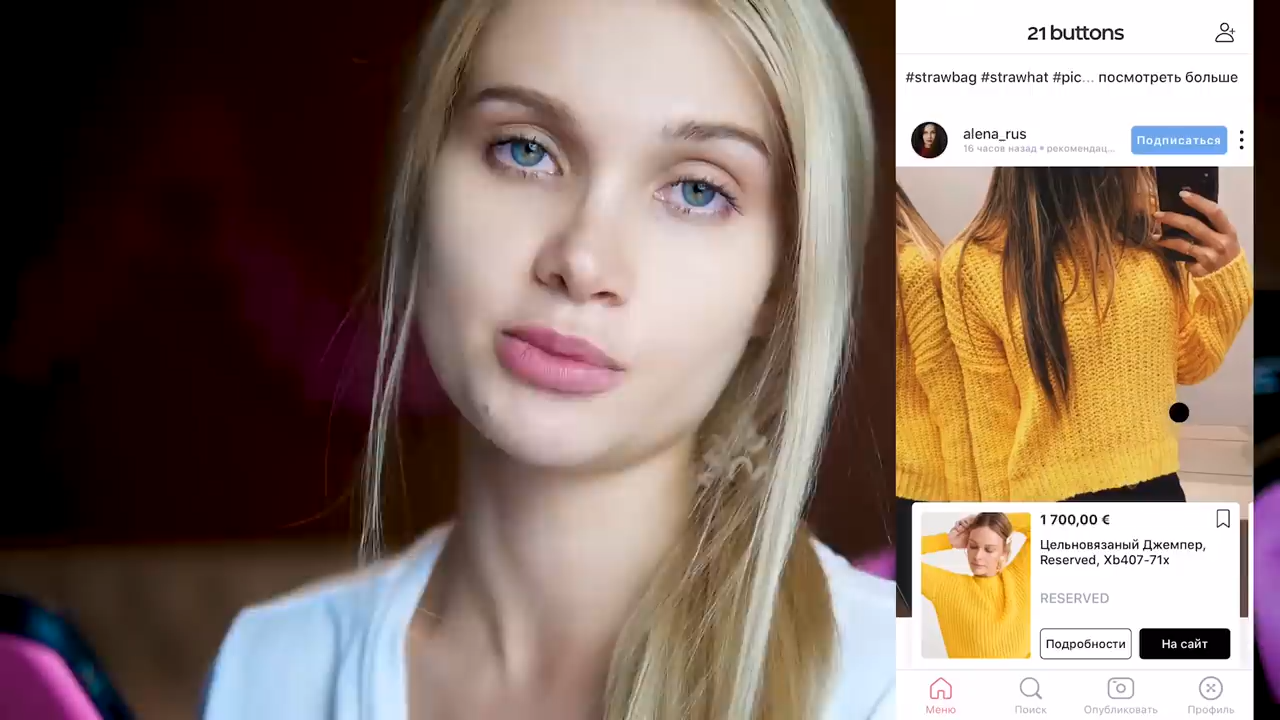 21 buttons
#strawbag #strawhat #pic... посмотреть больше
alena_rus
16 часов назад • рекомендац...
Подписаться
1 700,00 €
Цельновязаный Джемпер,
Reserved, Xb407-71x
RESERVED
Подробности
На сайт
Меню
Поиск
Опубликовать
Профиль